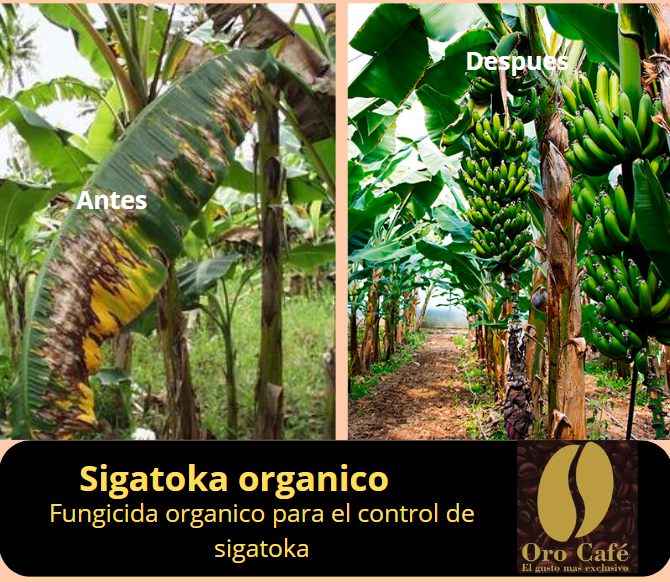 Antes
Despues
Sigatoka organico
Fungicida organico para el control de
sigatoka
Oro Café
El gusto mas exclusivo